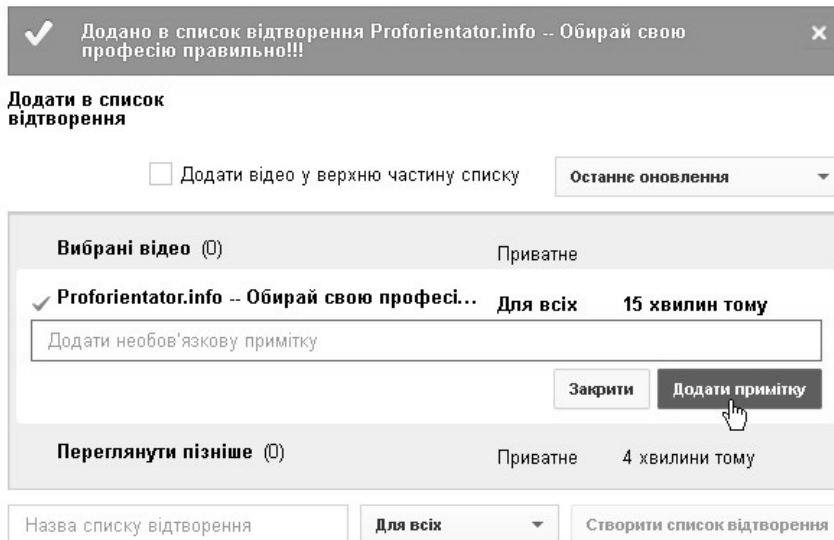 Додано в список відтворення Proforientator.info -- Обирай свою
професію правильно!!!
Додати в список
відтворення
Додати відео у верхню частину списку
Останнє оновлення
Вибрані відео (0) Приватне
Proforientator.info -- Обирай свою професі... Для всіх 15 хвилин тому
Додати необов'язкову примітку
Закрити Додати примітку
Переглянути пізніше (0) Приватне 4 хвилини тому
Назва списку відтворення Для всіх Створити список відтворення